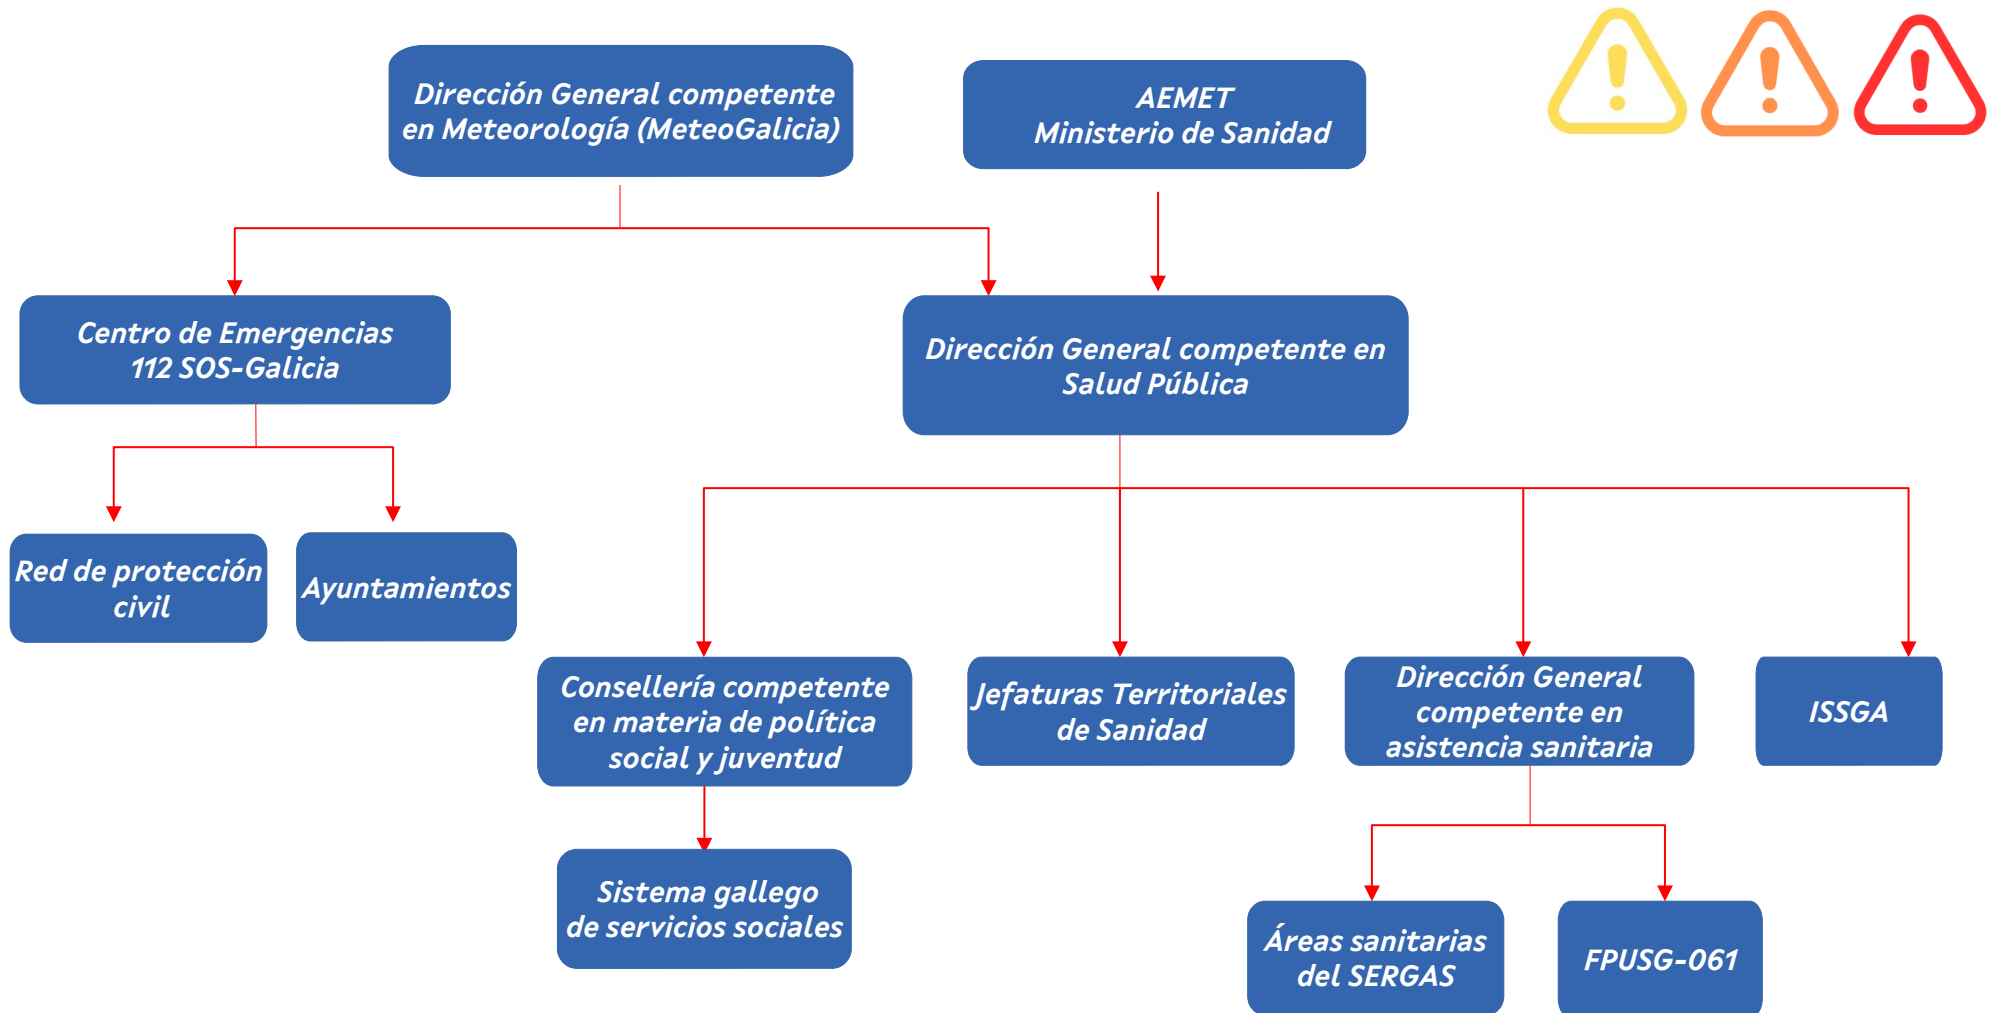 Dirección General competente
en Meteorología (MeteoGalicia)
AEMET
Ministerio de Sanidad
Centro de Emergencias
112 SOS-Galicia
Dirección General competente en
Salud Pública
Red de protección
civil
Ayuntamientos
Consellería competente
en materia de política
social y juventud
Jefaturas Territoriales
de Sanidad
Dirección General
competente en
asistencia sanitaria
ISSGA
Sistema gallego
de servicios sociales
Áreas sanitarias
del SERGAS
FPUSG-061